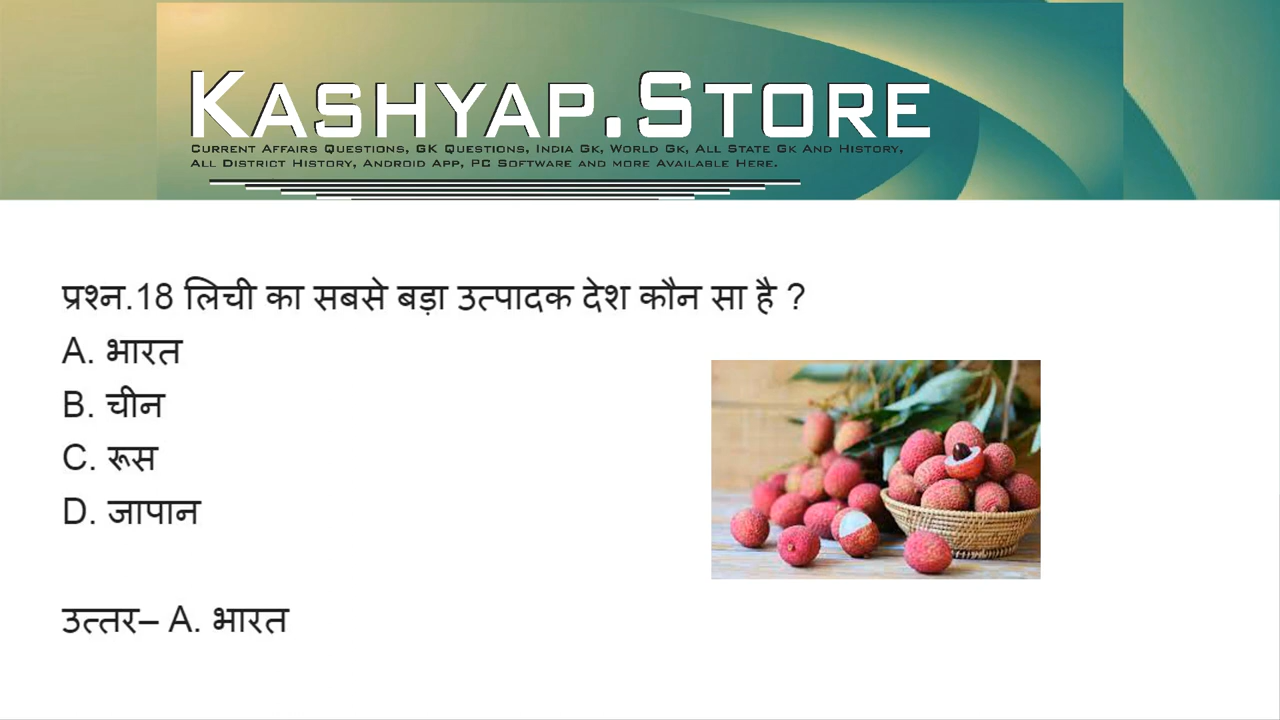 KASHYAP.STORE
CURRENT AFFAIRS QUESTIONS, GK QUESTIONS, INDIA GK, WORLD GK, ALL STATE GK AND HISTORY,
ALL DISTRICT HISTORY, ANDROID APP, PC SOFTWARE AND MORE AVAILABLE HERE.
प्रश्न.18 लिची का सबसे बड़ा उत्पादक देश कौन सा है ?
A. भारत
B. चीन
C. रूस
D. जापान
उत्तर– A. भारत